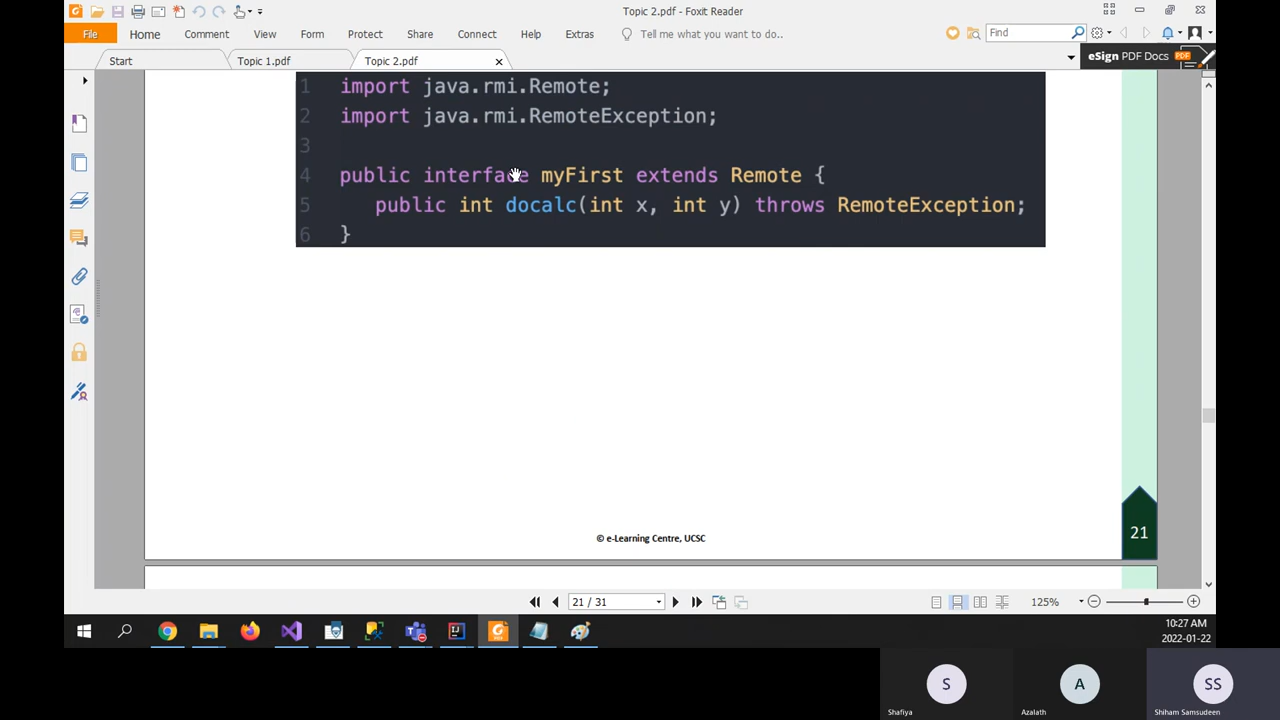 Topic 2.pdf - Foxit Reader
File Home Comment View Form Protect Share Connect Help Extras Tell me what you want to do.. Find
Start Topic 1.pdf Topic 2.pdf eSign PDF Docs
1 import java.rmi.Remote;
2 import java.rmi.RemoteException;
3
4 public interface myFirst extends Remote {
5 public int docalc(int x, int y) throws RemoteException;
6 }
© e-Learning Centre, UCSC
21
21 / 31 125%
10:27 AM
2022-01-22
S A SS
Shafiya Azalath Shiham Samsudeen